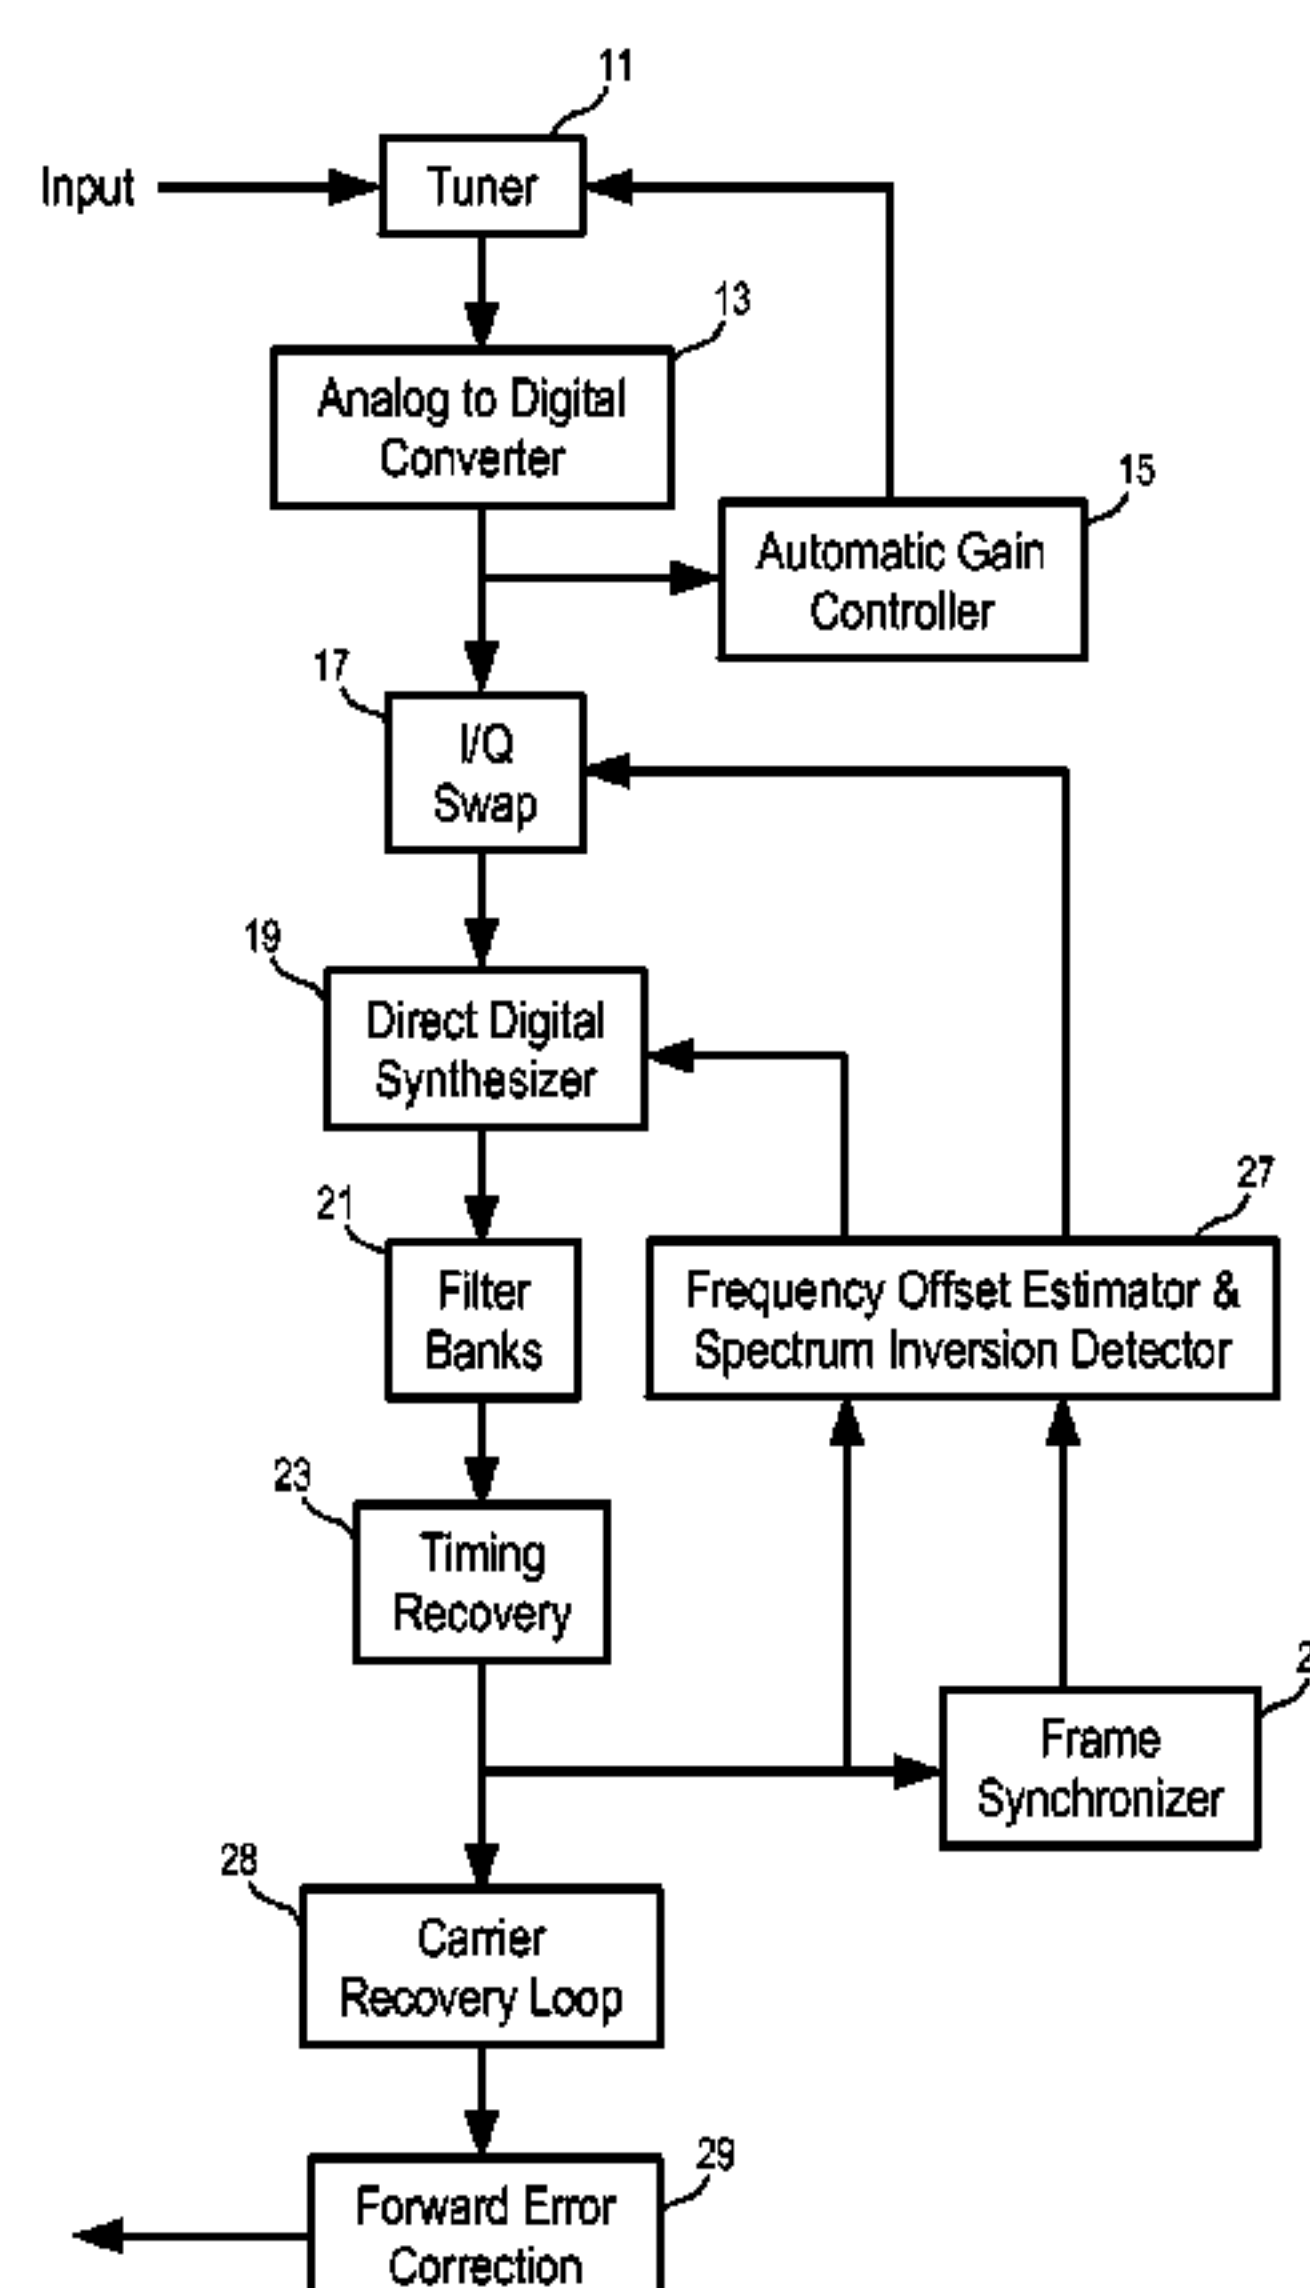 11
Input
Tuner
13
Analog to Digital
Converter
15
Automatic Gain
Controller
17
I/Q
Swap
19
Direct Digital
Synthesizer
27
21
Filter
Banks
Frequency Offset Estimator &
Spectrum Inversion Detector
23
Timing
Recovery
Frame
Synchronizer
28
Carrier
Recovery Loop
29
Forward Error
Correction